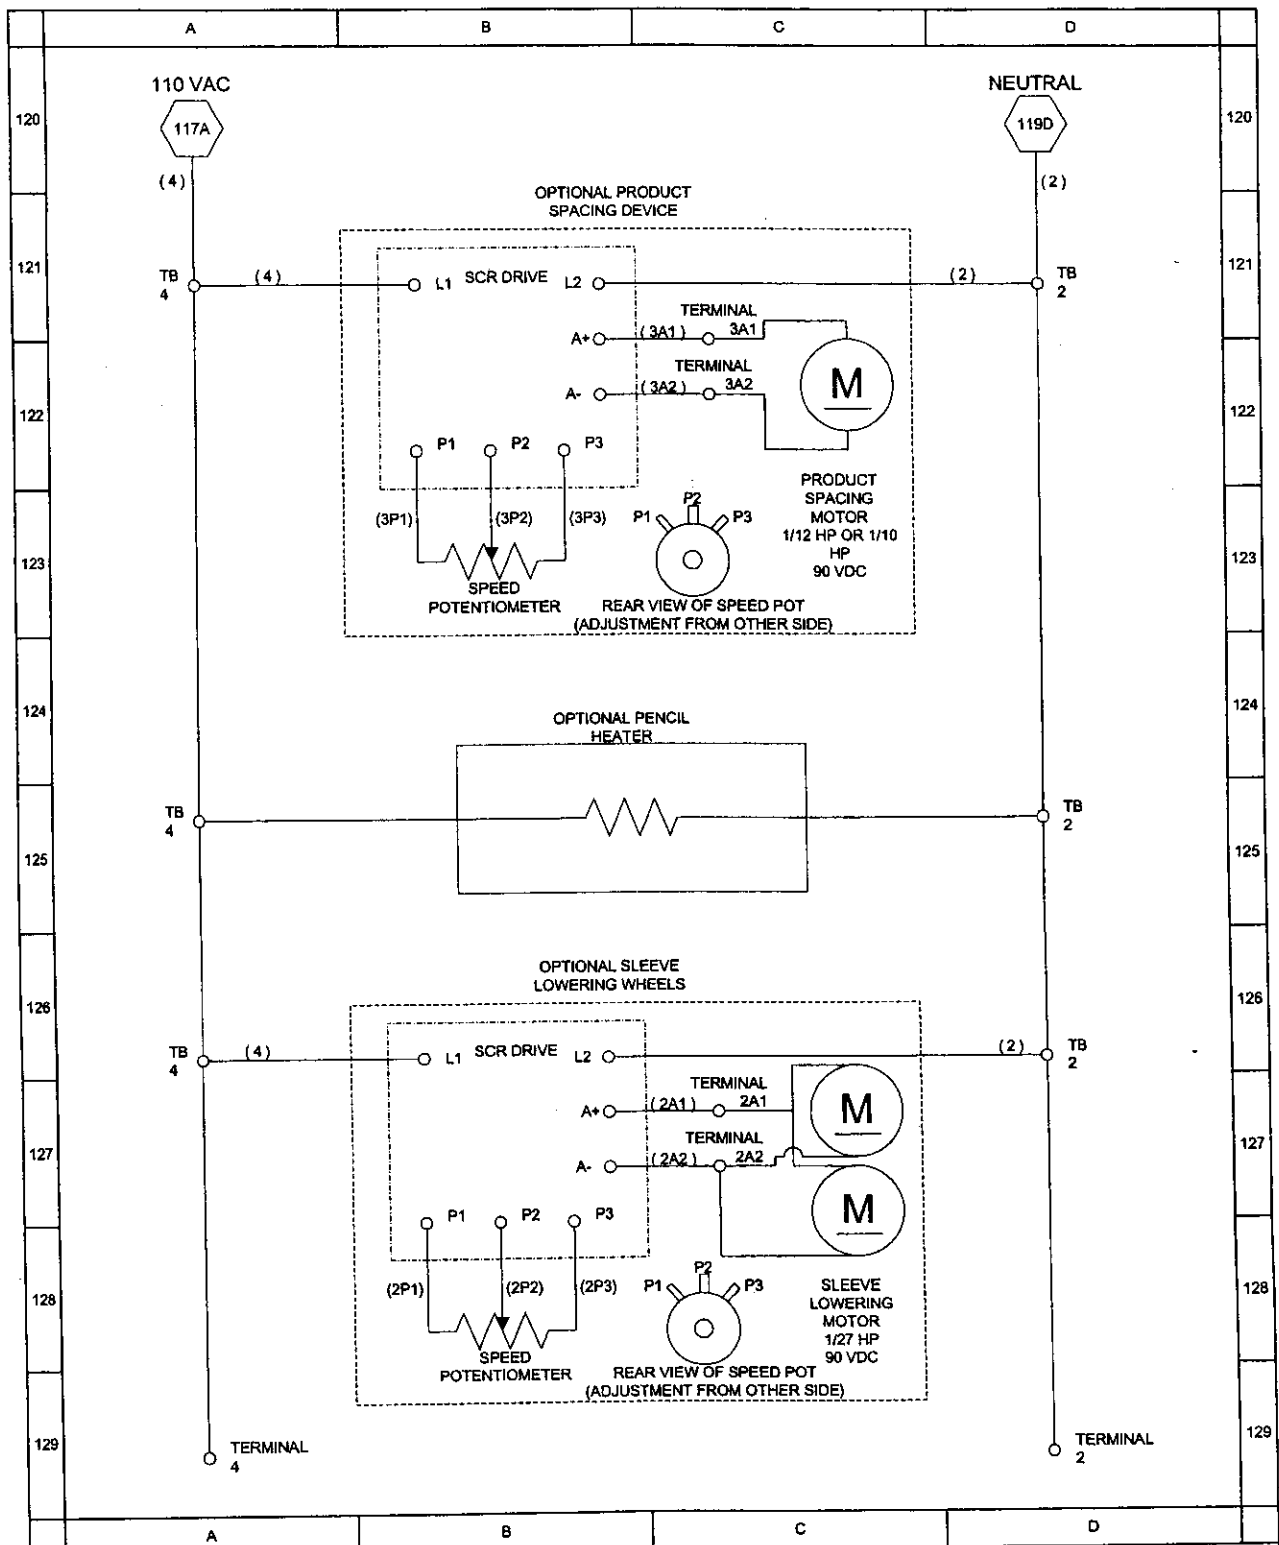 A B C D
110 VAC NEUTRAL
120 117A 119D 120
(4) (2)
OPTIONAL PRODUCT
SPACING DEVICE
121 121
TB
4
(4) L1 SCR DRIVE L2 (2)
TB
2
TERMINAL
A+ (3A1) 3A1
TERMINAL
A- (3A2) 3A2
M
122 122
P1 P2 P3
PRODUCT
SPACING
MOTOR
1/12 HP OR 1/10
HP
90 VDC
(3P1) (3P2) (3P3)
P2
P1 P3
123 123
SPEED
POTENTIOMETER
REAR VIEW OF SPEED POT
(ADJUSTMENT FROM OTHER SIDE)
124 124
OPTIONAL PENCIL
HEATER
TB
4
TB
2
125 125
OPTIONAL SLEEVE
LOWERING WHEELS
126 126
TB
4
(4) L1 SCR DRIVE L2 (2)
TB
2
TERMINAL
A+ (2A1) 2A1
M
TERMINAL
A- (2A2) 2A2
M
127 127
P1 P2 P3
SLEEVE
LOWERING
MOTOR
1/27 HP
90 VDC
(2P1) (2P2) (2P3)
P2
P1 P3
128 128
SPEED
POTENTIOMETER
REAR VIEW OF SPEED POT
(ADJUSTMENT FROM OTHER SIDE)
129 129
TERMINAL
4
TERMINAL
2
A B C D